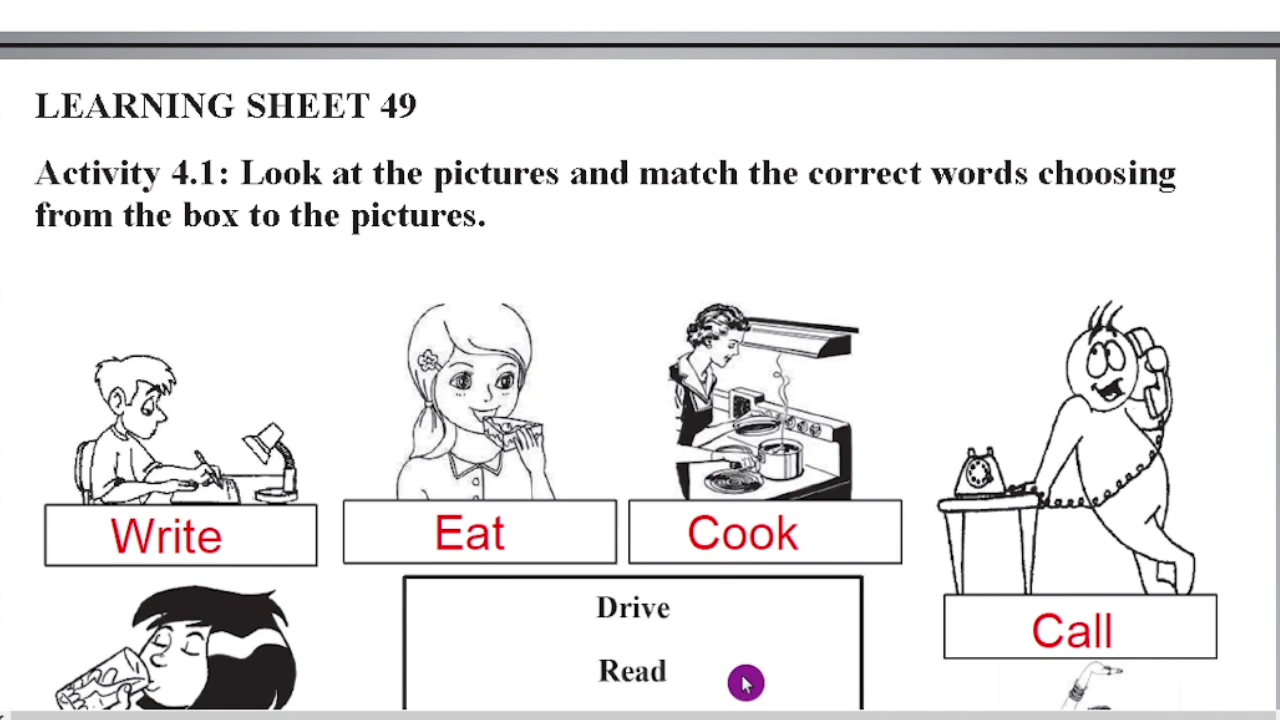 LEARNING SHEET 49
Activity 4.1: Look at the pictures and match the correct words choosing
from the box to the pictures.
Write
Eat
Cook
Call
Drive
Read